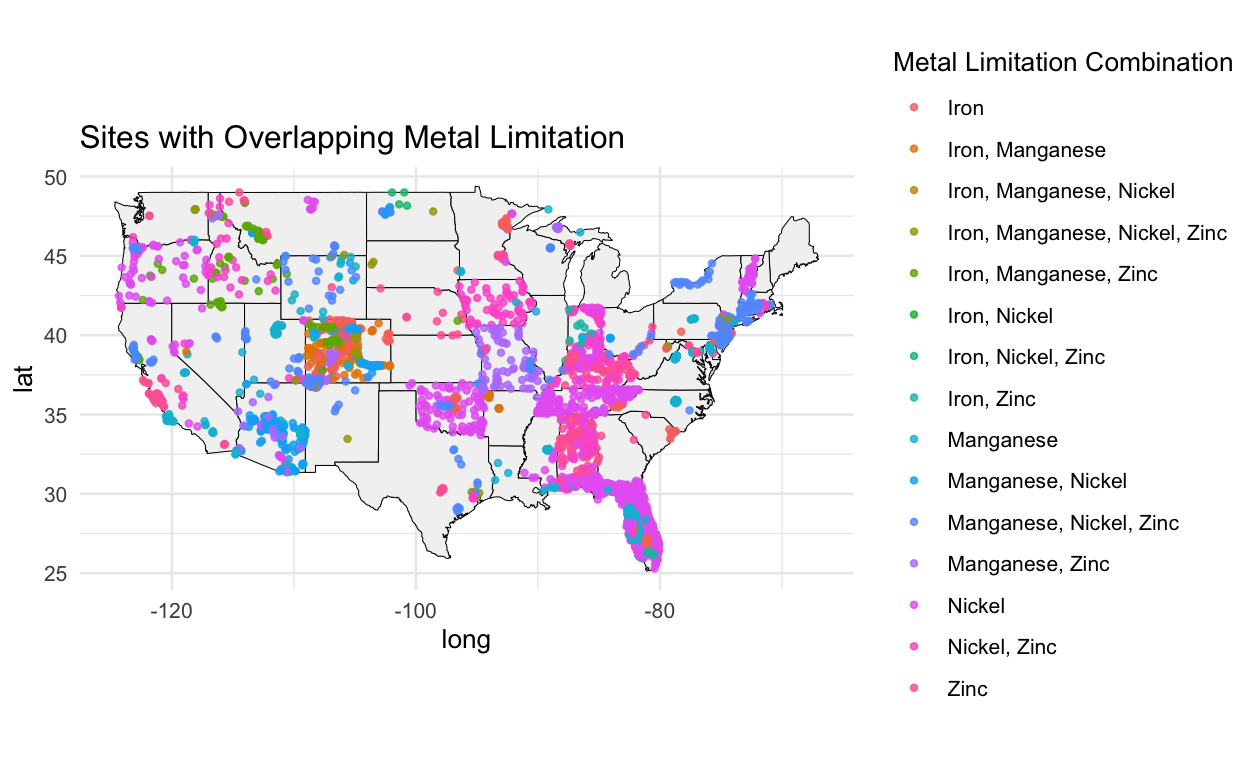 Metal Limitation Combination
Iron
Iron, Manganese
Iron, Manganese, Nickel
Iron, Manganese, Nickel, Zinc
Iron, Manganese, Zinc
Iron, Nickel
Iron, Nickel, Zinc
Iron, Zinc
Manganese
Manganese, Nickel
Manganese, Nickel, Zinc
Manganese, Zinc
Nickel
Nickel, Zinc
Zinc
Sites with Overlapping Metal Limitation
50
45
40
35
30
25
lat
-120
-100
-80
long